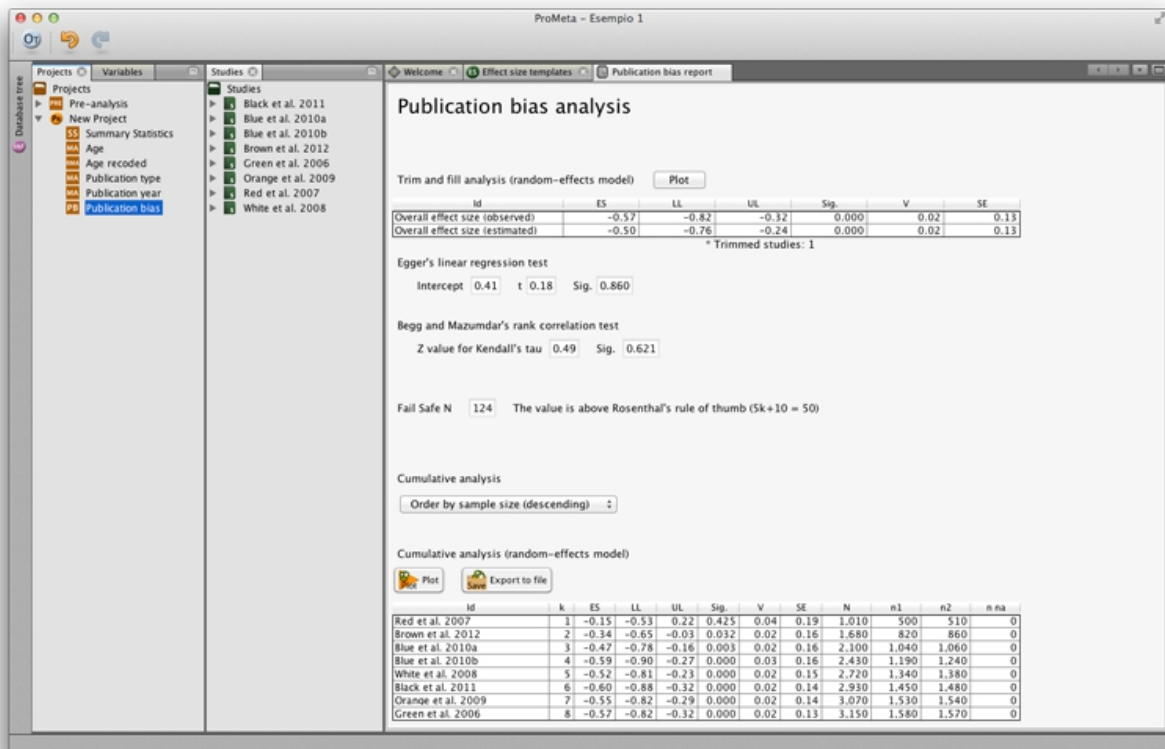 ProMeta - Esempio 1
Database tree
Projects
Variables
Projects
Pre-analysis
New Project
Summary Statistics
Age
Age recoded
Publication type
Publication year
Publication bias
Studies
Studies
Black et al. 2011
Blue et al. 2010a
Blue et al. 2010b
Brown et al. 2012
Green et al. 2006
Orange et al. 2009
Red et al. 2007
White et al. 2008
Welcome
Effect size templates
Publication bias report
Publication bias analysis
Trim and fill analysis (random-effects model) Plot
Id ES LL UL Sig. V SE
Overall effect size (observed) -0.57 -0.82 -0.32 0.000 0.02 0.13
Overall effect size (estimated) -0.50 -0.76 -0.24 0.000 0.02 0.13
* Trimmed studies: 1
Egger's linear regression test
Intercept 0.41 t 0.18 Sig. 0.860
Begg and Mazumdar's rank correlation test
Z value for Kendall's tau 0.49 Sig. 0.621
Fail Safe N 124 The value is above Rosenthal's rule of thumb (5k+10 = 50)
Cumulative analysis
Order by sample size (descending)
Cumulative analysis (random-effects model)
Plot Save Export to file
Id k ES LL UL Sig. V SE N n1 n2 n na
Red et al. 2007 1 -0.15 -0.53 0.22 0.425 0.04 0.19 1,010 500 510 0
Brown et al. 2012 2 -0.34 -0.65 -0.03 0.032 0.02 0.16 1,680 820 860 0
Blue et al. 2010a 3 -0.47 -0.78 -0.16 0.003 0.02 0.16 2,100 1,040 1,060 0
Blue et al. 2010b 4 -0.59 -0.90 -0.27 0.000 0.03 0.16 2,430 1,190 1,240 0
White et al. 2008 5 -0.52 -0.81 -0.23 0.000 0.02 0.15 2,720 1,340 1,380 0
Black et al. 2011 6 -0.60 -0.88 -0.32 0.000 0.02 0.14 2,930 1,450 1,480 0
Orange et al. 2009 7 -0.55 -0.82 -0.29 0.000 0.02 0.14 3,070 1,530 1,540 0
Green et al. 2006 8 -0.57 -0.82 -0.32 0.000 0.02 0.13 3,150 1,580 1,570 0